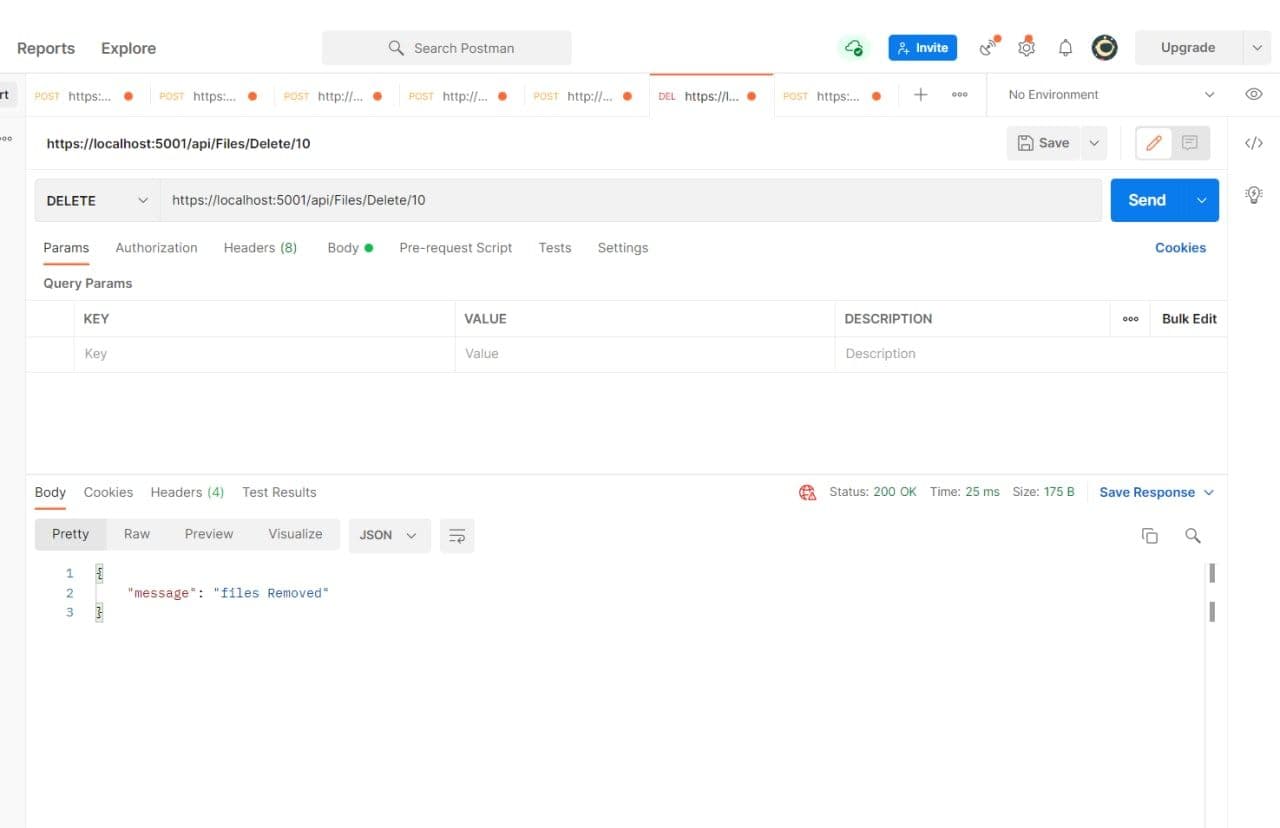 Reports Explore Search Postman Invite Upgrade
rt POST https:... POST https:... POST http://... POST http://... POST http://... DEL https://l... POST https:... No Environment
https://localhost:5001/api/Files/Delete/10 Save
DELETE https://localhost:5001/api/Files/Delete/10 Send
Params Authorization Headers (8) Body Pre-request Script Tests Settings Cookies
Query Params
KEY VALUE DESCRIPTION Bulk Edit
Key Value Description
Body Cookies Headers (4) Test Results Status: 200 OK Time: 25 ms Size: 175 B Save Response
Pretty Raw Preview Visualize JSON
1 {
2 "message": "files Removed"
3 }